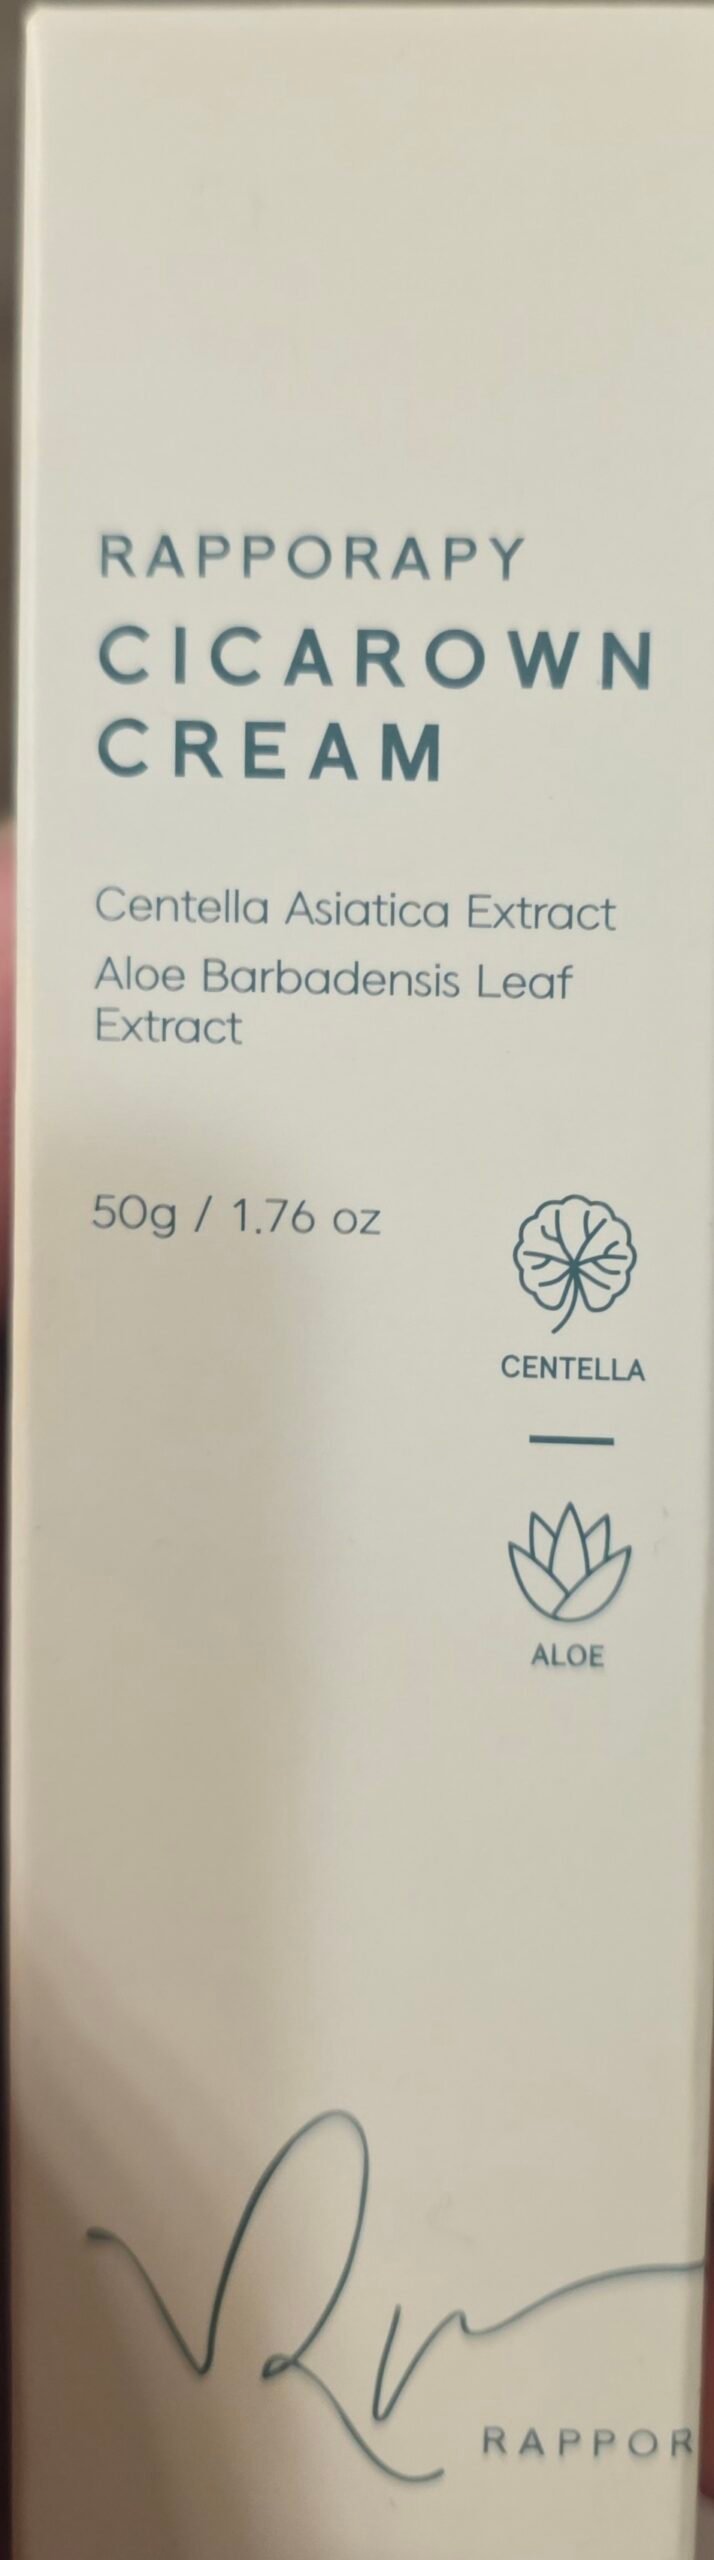 RAPPORAPY
CICAROWN
CREAM
Centella Asiatica Extract
Aloe Barbadensis Leaf
Extract
50g / 1.76 oz
CENTELLA
ALOE
RAPPOR